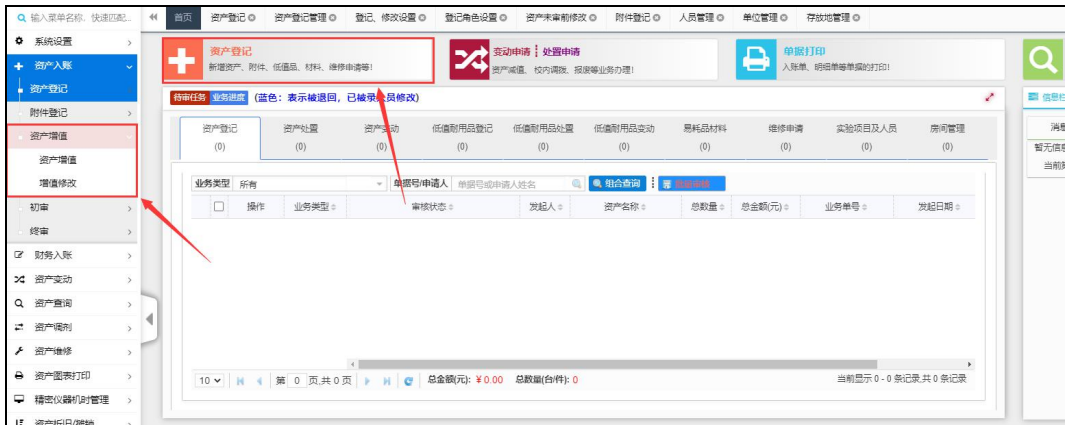 输入菜单名称、快速匹配.. 首页 资产登记 资产登记管理 登记、修改设置 登记角色设置 资产未审前修改 附件登记 人员管理 单位管理 存放地管理
系统设置
资产入账
资产登记
附件登记
资产增值
资产增值
增值修改
初审
终审
财务入账
资产变动
资产查询
资产调剂
资产维修
资产图表打印
精密仪器机时管理
资产折旧/摊销
资产登记
新增资产、附件、低值品、材料、维修申请等!
变动申请 处置申请
资产减值、校内调拨、报废等业务办理!
单据打印
入账单、明细单等单据的打印!
待审任务 业务进度 (蓝色：表示被退回，已被录 员修改)
信息栏
资产登记 资产处置 资产变动 低值耐用品登记 低值耐用品处置 低值耐用品变动 易耗品材料 维修申请 实验项目及人员 房间管理
(0) (0) (0) (0) (0) (0) (0) (0) (0) (0)
消息
暂无信息
当前
业务类型 所有 单据号/申请人 单据号或申请人姓名 组合查询
操作 业务类型 审核状态 发起人 资产名称 总数量 总金额(元) 业务单号 发起日期
10 第 0 页,共 0 页 总金额(元): ￥0.00 总数量(台/件): 0 当前显示 0 - 0 条记录,共 0 条记录